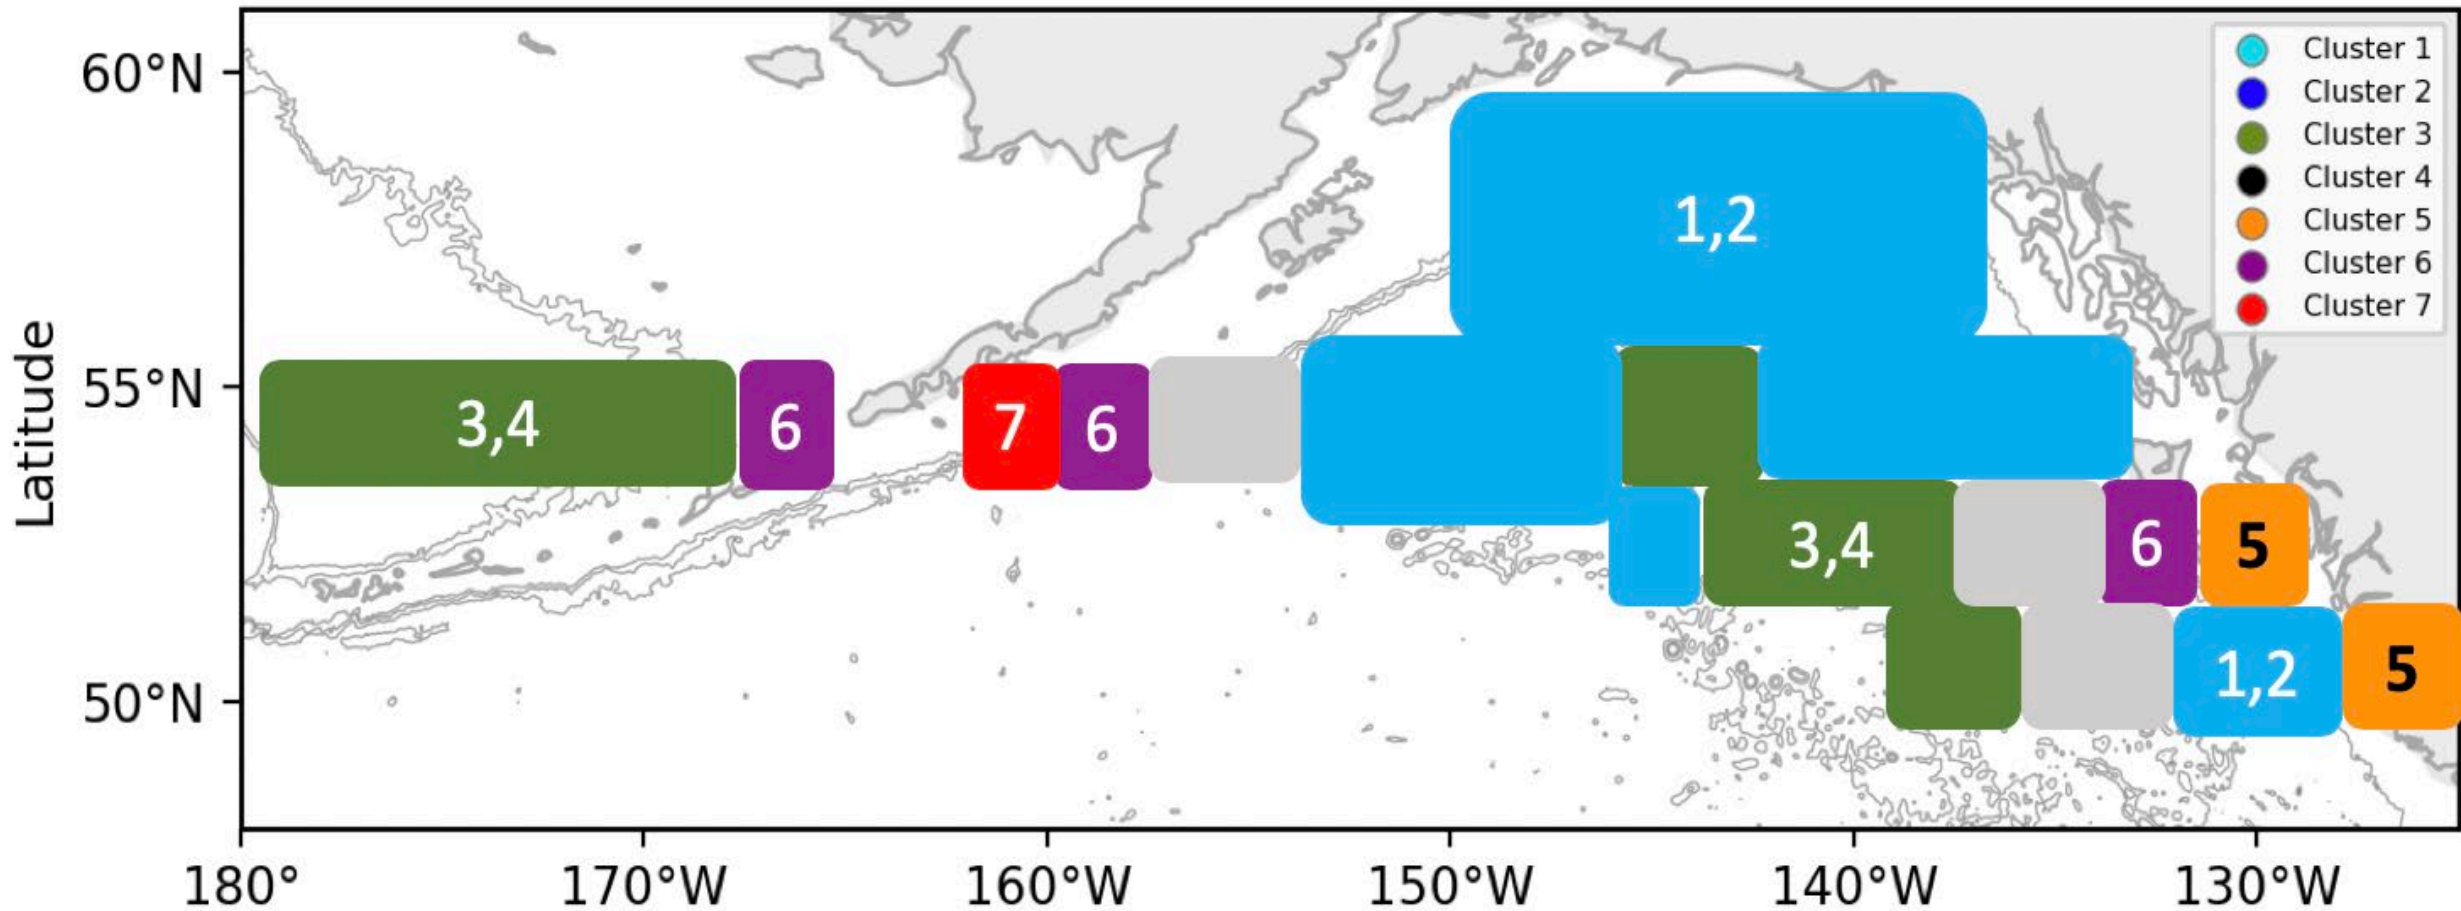 60°N
55°N
50°N
Latitude
180°
170°W
160°W
150°W
140°W
130°W
Cluster 1
Cluster 2
Cluster 3
Cluster 4
Cluster 5
Cluster 6
Cluster 7
1,2
3,4
6
7
6
3,4
6
5
1,2
5